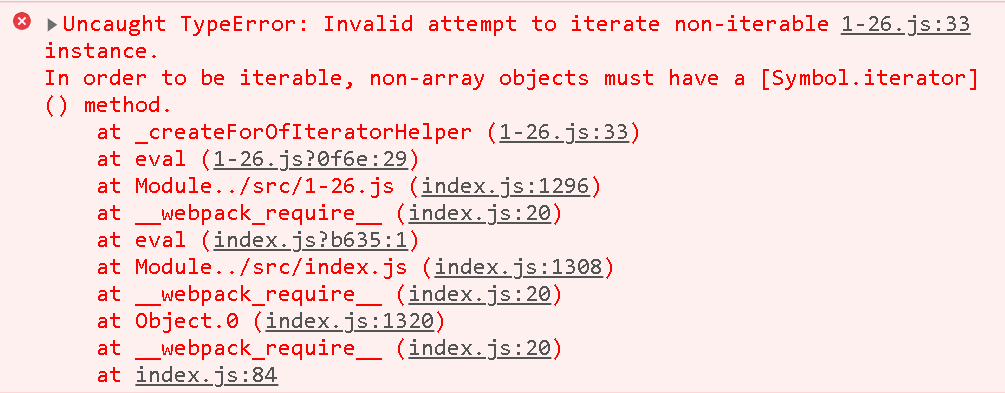 Uncaught TypeError: Invalid attempt to iterate non-iterable 1-26.js:33
instance.
In order to be iterable, non-array objects must have a [Symbol.iterator]
() method.
at _createForOfIteratorHelper (1-26.js:33)
at eval (1-26.js?0f6e:29)
at Module../src/1-26.js (index.js:1296)
at __webpack_require__ (index.js:20)
at eval (index.js?b635:1)
at Module../src/index.js (index.js:1308)
at __webpack_require__ (index.js:20)
at Object.0 (index.js:1320)
at __webpack_require__ (index.js:20)
at index.js:84